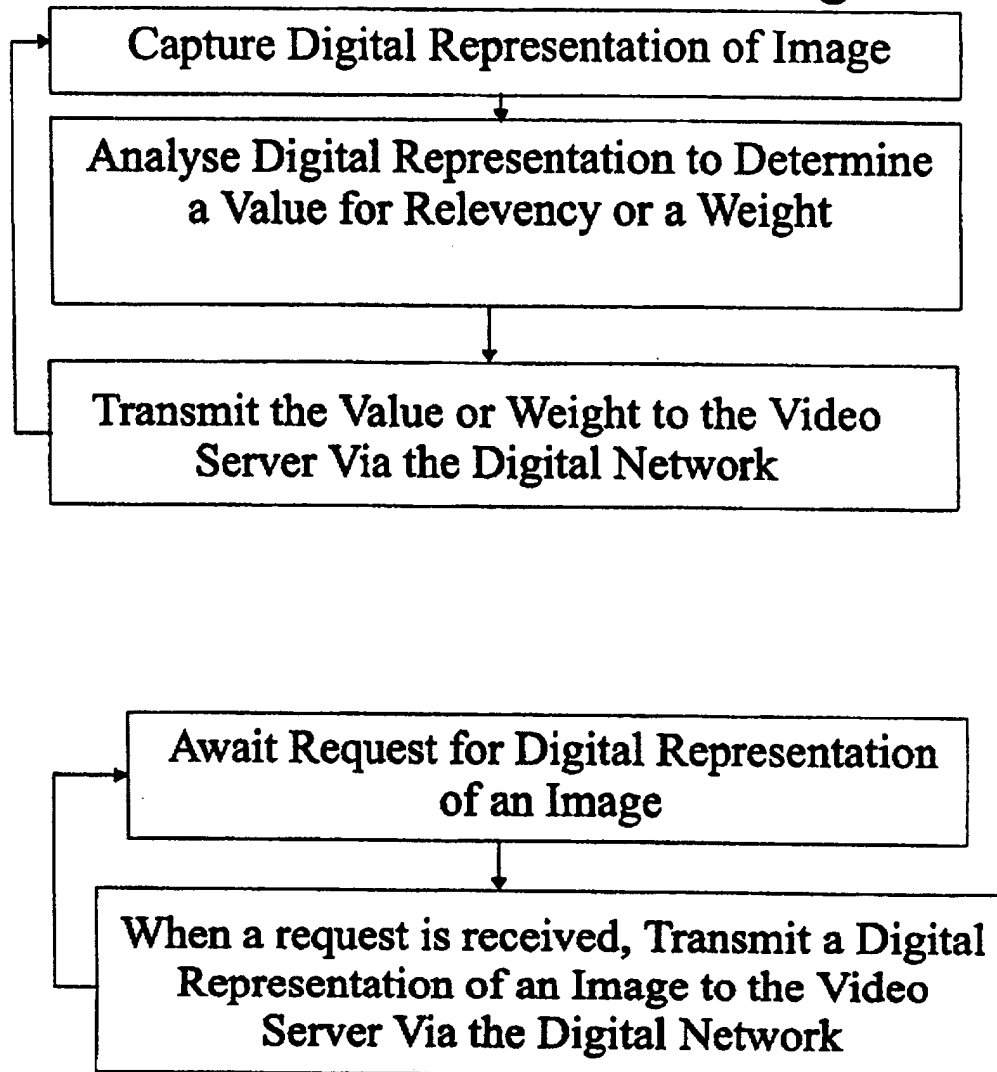 Capture Digital Representation of Image
Analyse Digital Representation to Determine
a Value for Relevency or a Weight
Transmit the Value or Weight to the Video
Server Via the Digital Network
Await Request for Digital Representation
of an Image
When a request is received, Transmit a Digital
Representation of an Image to the Video
Server Via the Digital Network